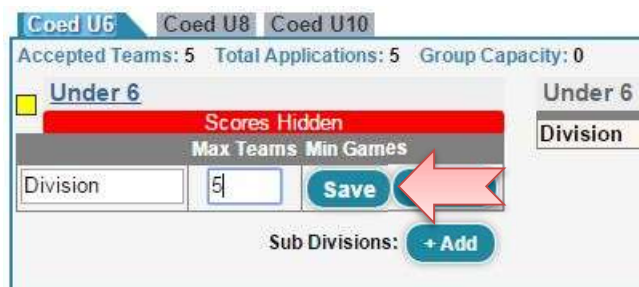 Coed U6 Coed U8 Coed U10
Accepted Teams: 5 Total Applications: 5 Group Capacity: 0
Under 6 Under 6
Scores Hidden
Max Teams Min Games
Division
Division 5 Save
Sub Divisions: + Add